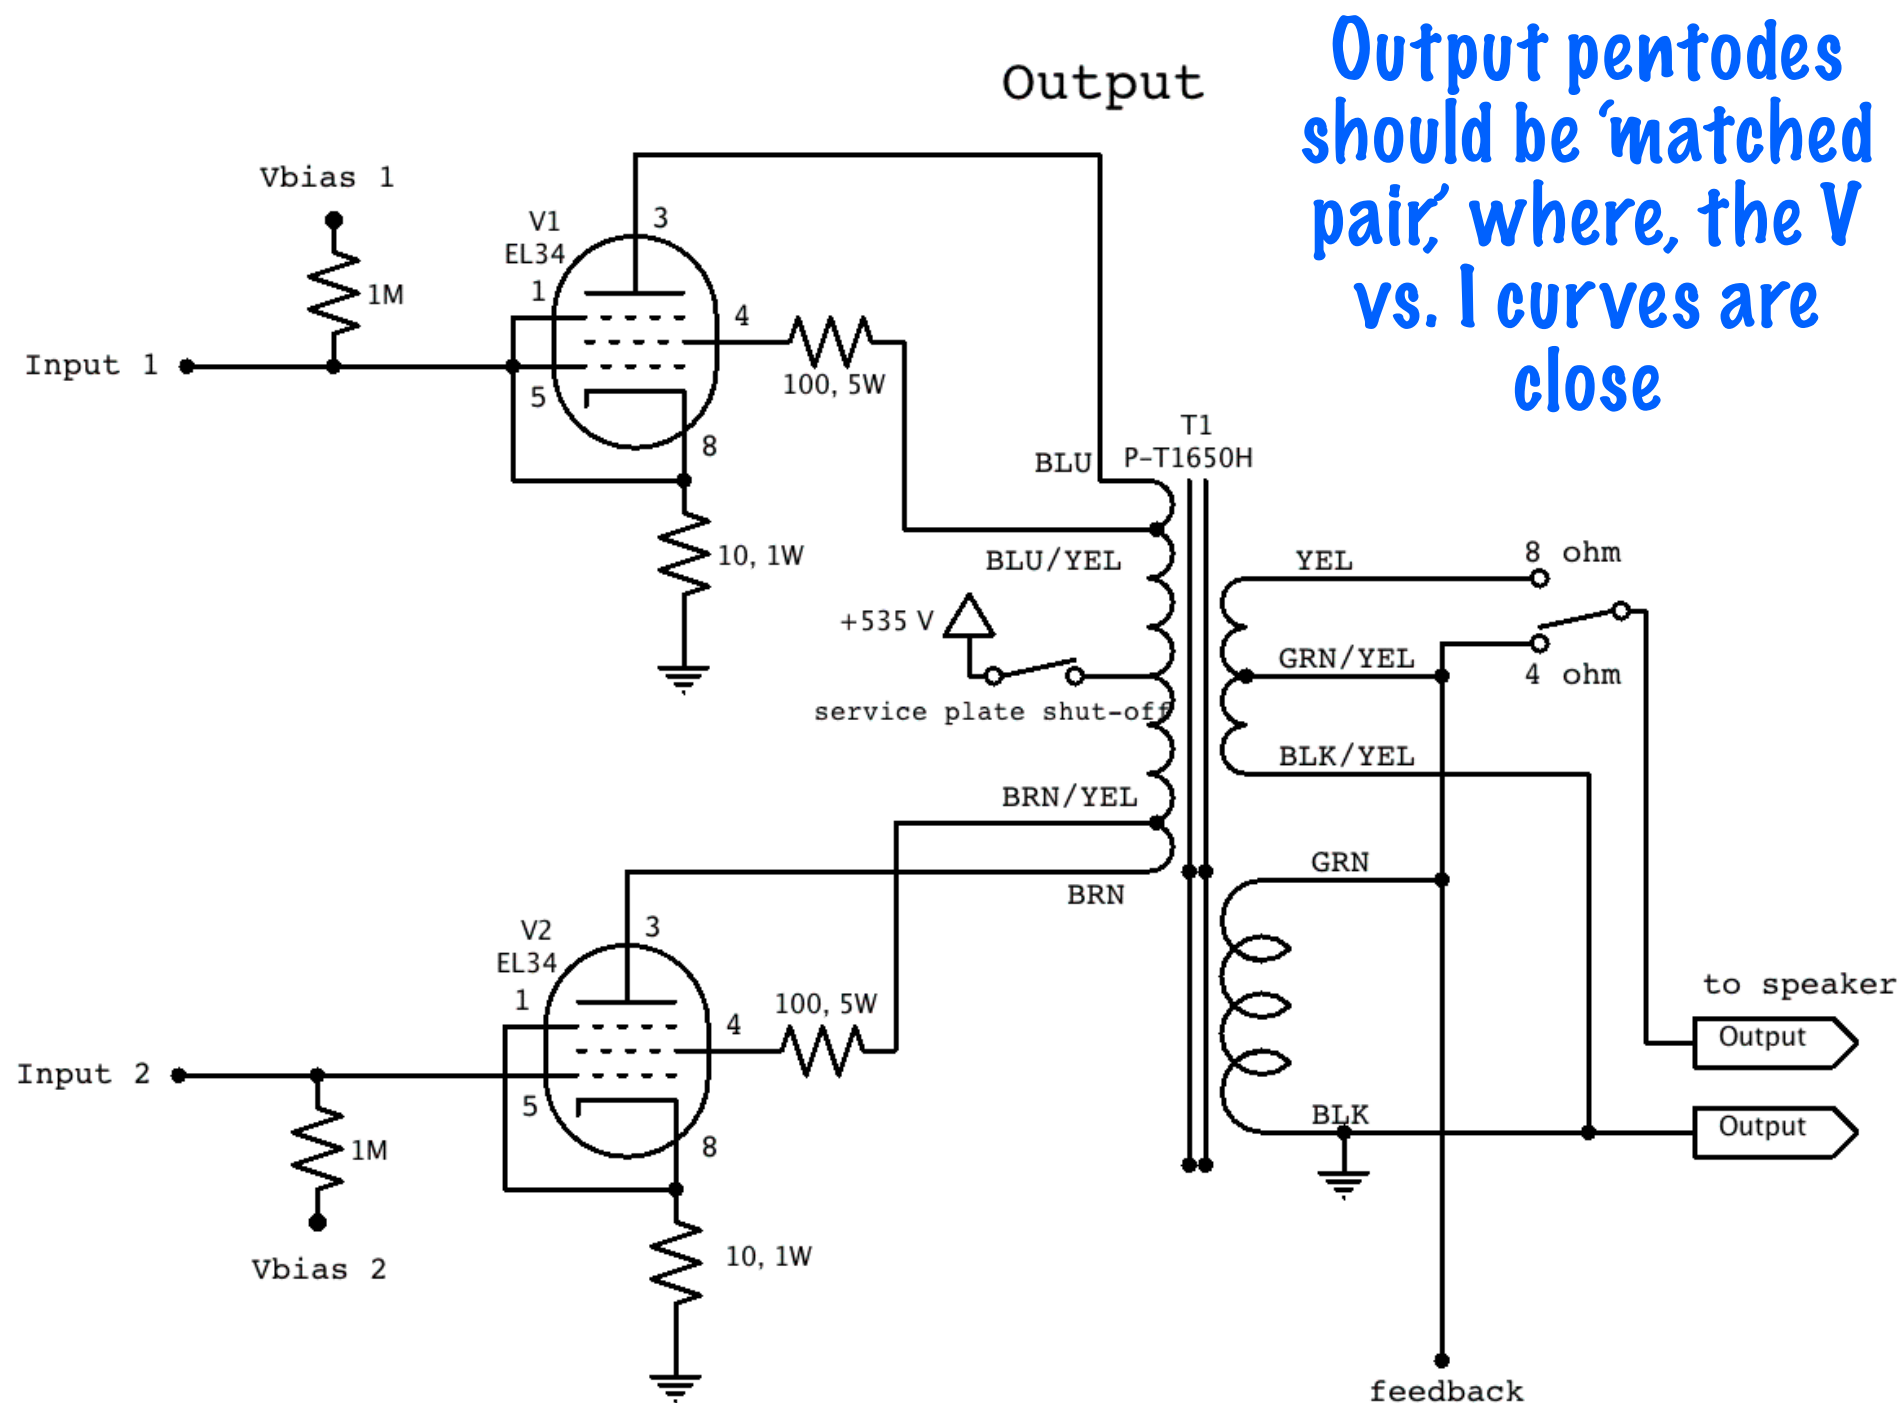 Output
Output pentodes
should be ‘matched
pair,’ where, the V
vs. I curves are
close
Vbias 1
1M
Input 1
V1
EL34
3
1
4
5
8
100, 5W
10, 1W
BLU
T1
P-T1650H
BLU/YEL
+535 V
service plate shut-off
BRN/YEL
BRN
YEL
8 ohm
GRN/YEL
4 ohm
BLK/YEL
GRN
BLK
to speaker
Output
Output
feedback
V2
EL34
3
1
4
5
8
100, 5W
Input 2
1M
Vbias 2
10, 1W